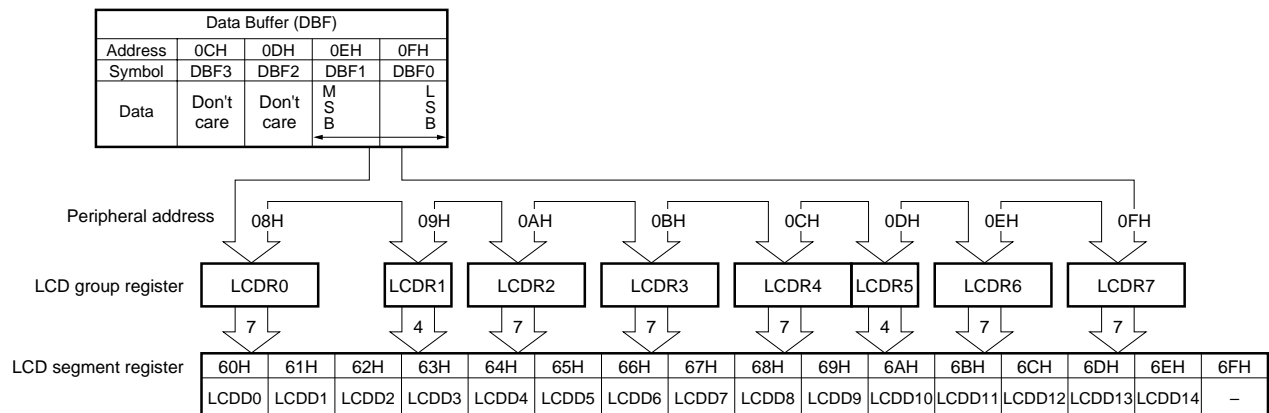 Data Buffer (DBF)
Address 0CH 0DH 0EH 0FH
Symbol DBF3 DBF2 DBF1 DBF0
Data Don't care Don't care MSB LSB
Peripheral address 08H 09H 0AH 0BH 0CH 0DH 0EH 0FH
LCD group register LCDR0 LCDR1 LCDR2 LCDR3 LCDR4 LCDR5 LCDR6 LCDR7
7 4 7 7 7 4 7 7
LCD segment register 60H 61H 62H 63H 64H 65H 66H 67H 68H 69H 6AH 6BH 6CH 6DH 6EH 6FH
LCDD0 LCDD1 LCDD2 LCDD3 LCDD4 LCDD5 LCDD6 LCDD7 LCDD8 LCDD9 LCDD10 LCDD11 LCDD12 LCDD13 LCDD14 –